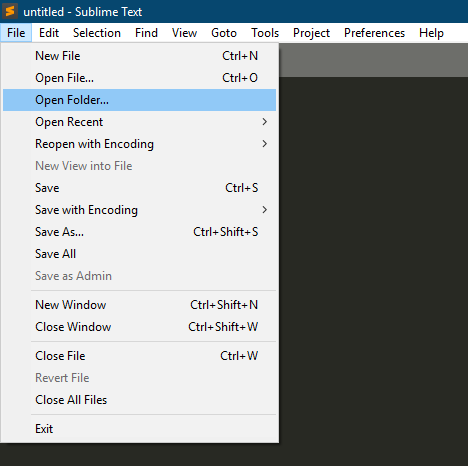 untitled - Sublime Text
File Edit Selection Find View Goto Tools Project Preferences Help
New File Ctrl+N
Open File... Ctrl+O
Open Folder...
Open Recent
Reopen with Encoding
New View into File
Save Ctrl+S
Save with Encoding
Save As... Ctrl+Shift+S
Save All
Save as Admin
New Window Ctrl+Shift+N
Close Window Ctrl+Shift+W
Close File Ctrl+W
Revert File
Close All Files
Exit